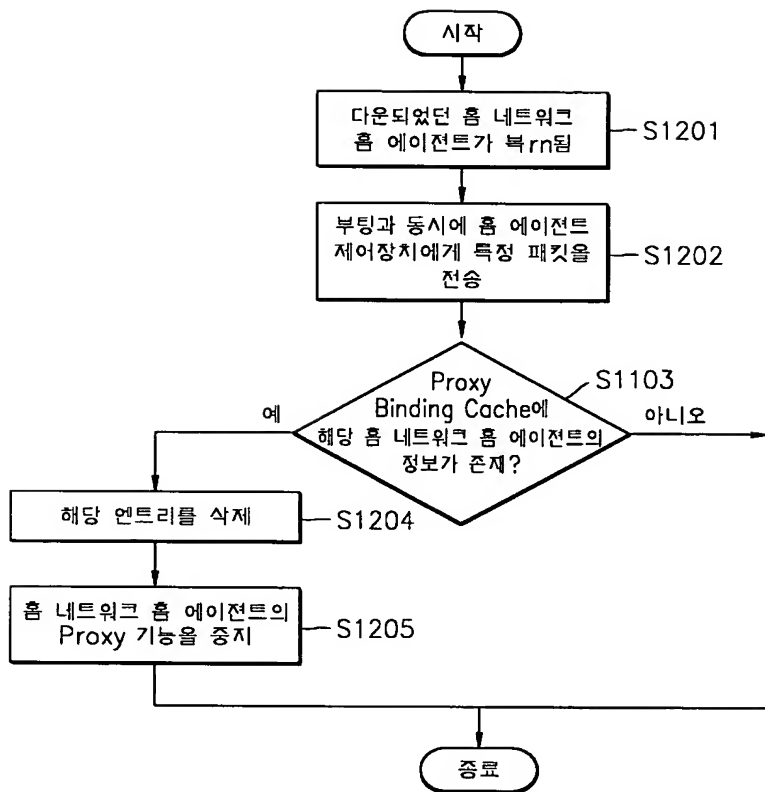 시작
다운되었던 홈 네트워크
홈 에이젼트가 복rn됨
S1201
부팅과 동시에 홈 에이젼트
제어장치에게 특정 패킷을
전송
S1202
Proxy
Binding Cache에
해당 홈 네트워크 홈 에이젼트의
정보가 존재?
S1103
예
아니오
해당 엔트리를 삭제
S1204
홈 네트워크 홈 에이젼트의
Proxy 기능을 중지
S1205
종료